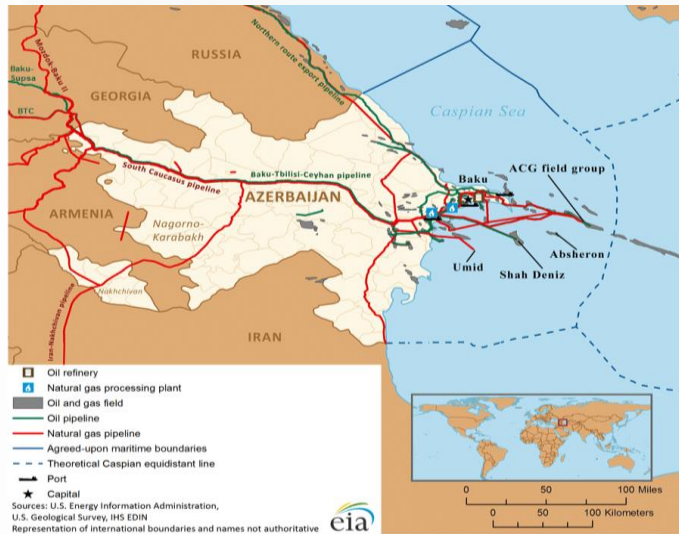 RUSSIA
Northern route export pipeline
Mozdok-Baku II
Baku-
Supsa
GEORGIA
BTC
Caspian Sea
South Caucasus pipeline
Baku-Tbilisi-Ceyhan pipeline
Baku
ACG field group
AZERBAIJAN
ARMENIA
Nagorno-
Karabakh
Absheron
Umid
Shah Deniz
Nakhchivan
Iran-Nakhchivan pipeline
IRAN
Oil refinery
Natural gas processing plant
Oil and gas field
Oil pipeline
Natural gas pipeline
Agreed-upon maritime boundaries
Theoretical Caspian equidistant line
Port
Capital
Sources: U.S. Energy Information Administration,
U.S. Geological Survey, IHS EDIN
Representation of international boundaries and names not authoritative
eia
0 50 100 Miles
0 50 100 Kilometers